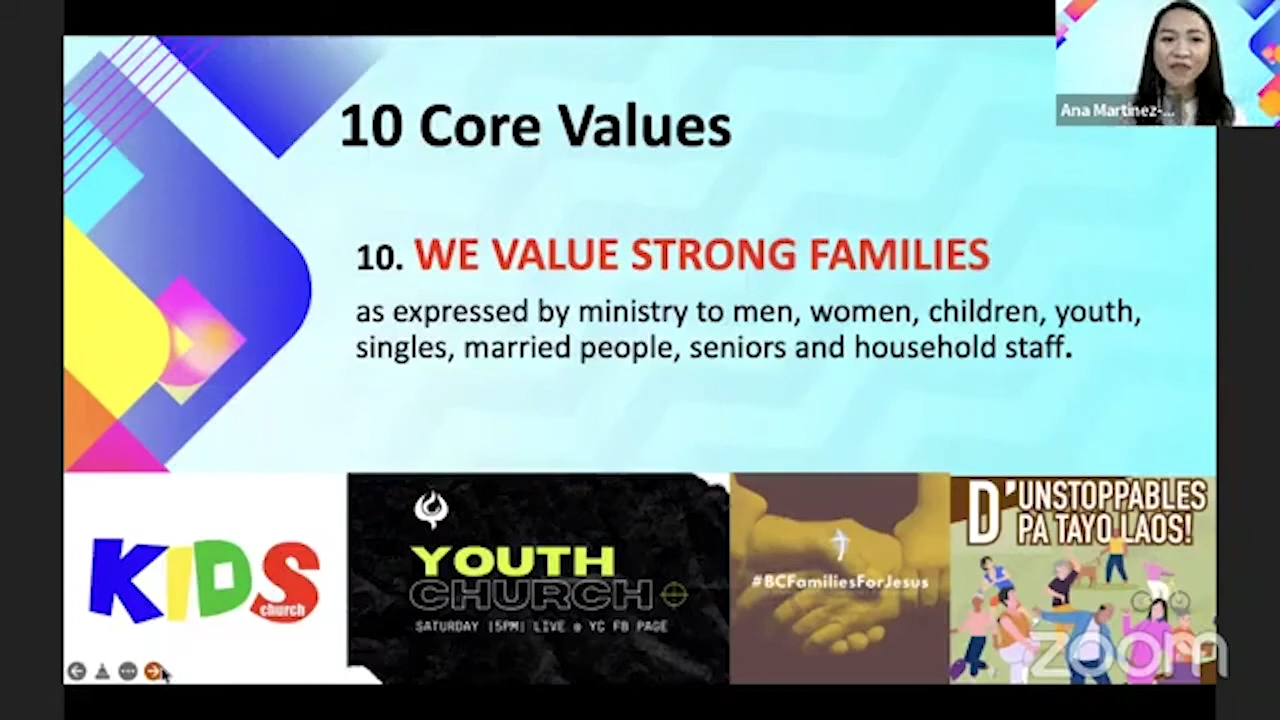 Ana Martinez-...
10 Core Values
10. WE VALUE STRONG FAMILIES
as expressed by ministry to men, women, children, youth,
singles, married people, seniors and household staff.
KIDS
church
YOUTH
CHURCH
SATURDAY |5PM| LIVE @ YC FB PAGE
#BCFamiliesForJesus
D'UNSTOPPABLES
PA TAYO LAOS!
zoom